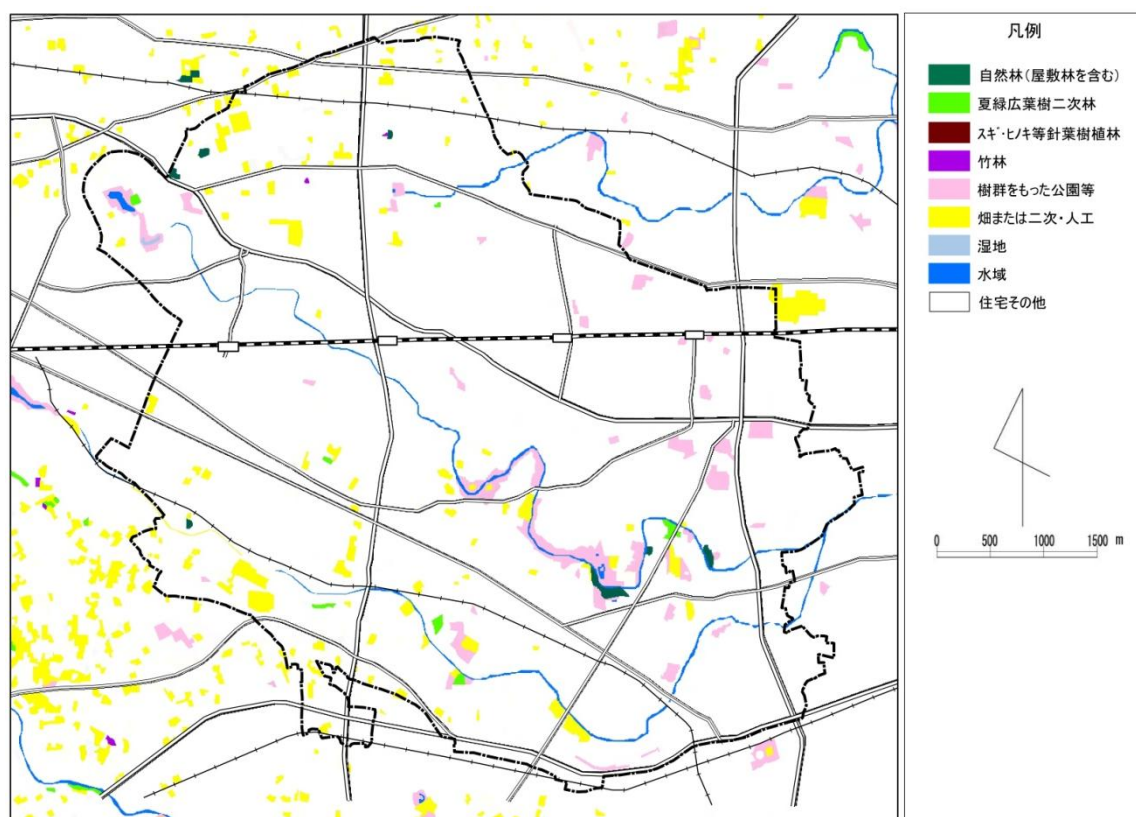 凡例
自然林(屋敷林を含む)
夏緑広葉樹二次林
スギ・ヒノキ等針葉樹植林
竹林
樹群をもった公園等
畑または二次・人工
湿地
水域
住宅その他
0 500 1000 1500 m